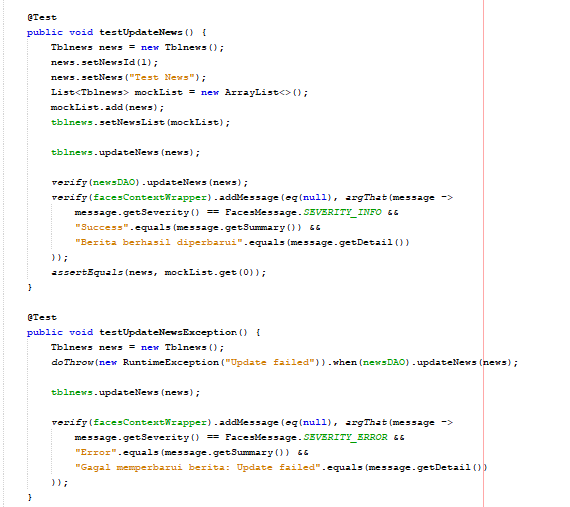 @Test
public void testUpdateNews() {
    Tblnews news = new Tblnews();
    news.setNewsId(1);
    news.setNews("Test News");
    List<Tblnews> mockList = new ArrayList<>();
    mockList.add(news);
    tblnews.setNewsList(mockList);

    tblnews.updateNews(news);

    verify(newsDAO).updateNews(news);
    verify(facesContextWrapper).addMessage(eq(null), argThat(message ->
        message.getSeverity() == FacesMessage.SEVERITY_INFO &&
        "Success".equals(message.getSummary()) &&
        "Berita berhasil diperbarui".equals(message.getDetail())
    ));
    assertEquals(news, mockList.get(0));
}

@Test
public void testUpdateNewsException() {
    Tblnews news = new Tblnews();
    doThrow(new RuntimeException("Update failed")).when(newsDAO).updateNews(news);

    tblnews.updateNews(news);

    verify(facesContextWrapper).addMessage(eq(null), argThat(message ->
        message.getSeverity() == FacesMessage.SEVERITY_ERROR &&
        "Error".equals(message.getSummary()) &&
        "Gagal memperbarui berita: Update failed".equals(message.getDetail())
    ));
}